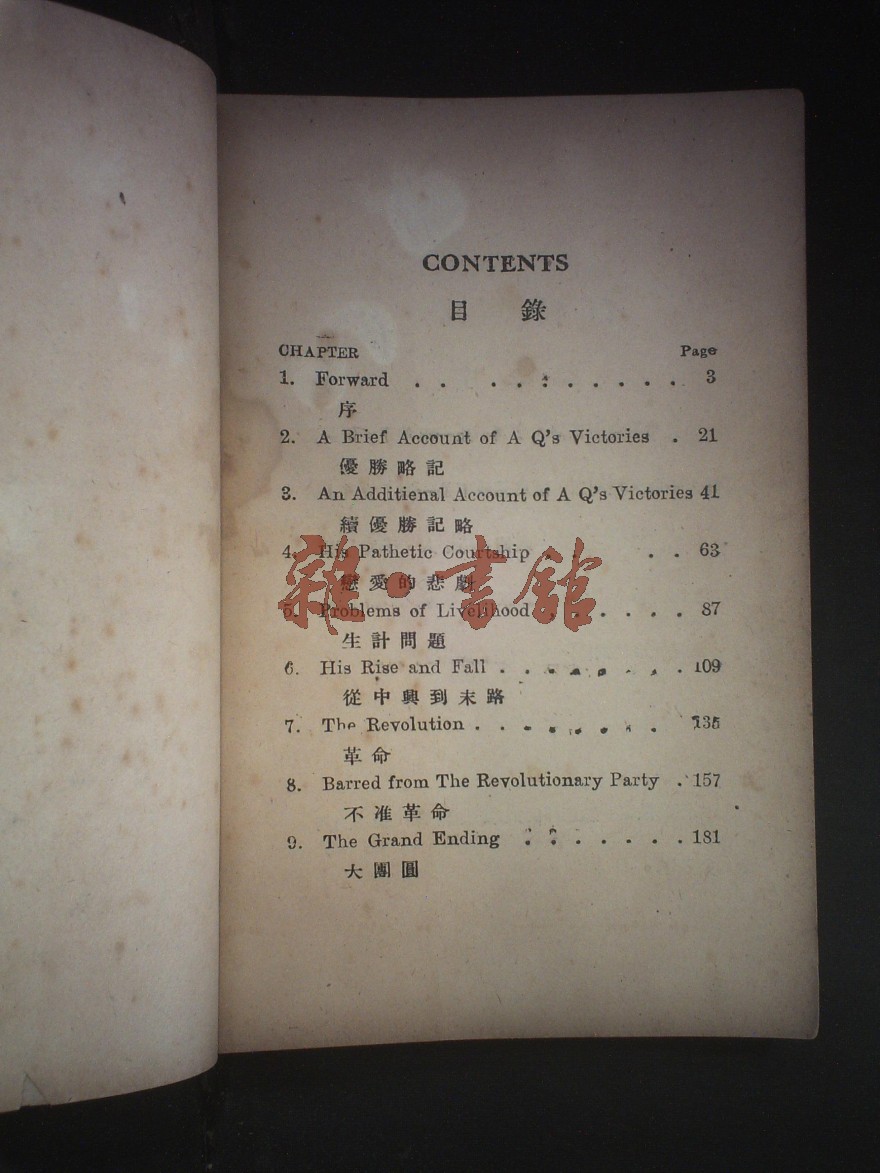 CONTENTS
目 錄
CHAPTER Page
1. Forward . . . . : . . . . . . 3
序
2. A Brief Account of A Q's Victories . 21
優勝略記
3. An Additienal Account of A Q's Victories 41
續優勝記略
4. His Pathetic Courtship . . . . 63
戀愛的悲劇
5. Problems of Livelihood . . . . . . 87
生計問題
6. His Rise and Fall . . . . . . . 109
從中興到末路
7. The Revolution . . . . . . . . 135
革命
8. Barred from The Revolutionary Party . 157
不准革命
9. The Grand Ending : : . . . . . 181
大團圓
雜·書館